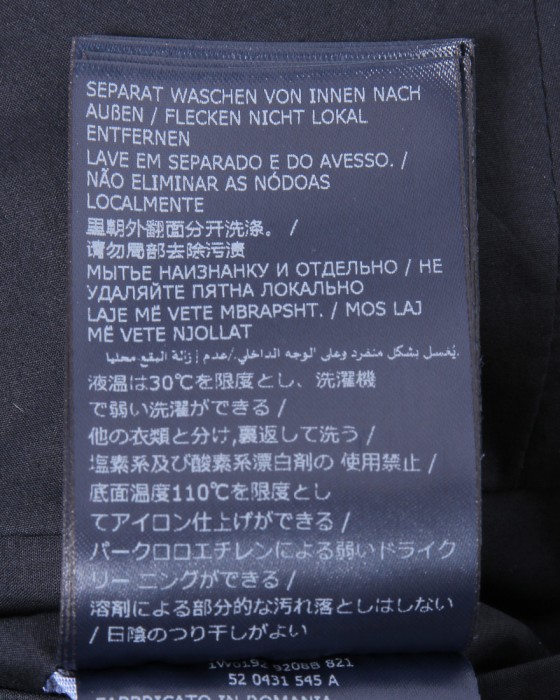 SEPARAT WASCHEN VON INNEN NACH
AUßEN / FLECKEN NICHT LOKAL
ENTFERNEN
LAVE EM SEPARADO E DO AVESSO. /
NÃO ELIMINAR AS NÓDOAS
LOCALMENTE
里朝外翻面分开洗涤。 /
请勿局部去除污渍
МЫТЬЕ НАИЗНАНКУ И ОТДЕЛЬНО / НЕ
УДАЛЯЙТЕ ПЯТНА ЛОКАЛЬНО
LAJE MË VETE MBRAPSHT. / MOS LAJ
MË VETE NJOLLAT
يُغسل بشكل منفرد وعلى الوجه الداخلي./عدم إزالة البقع محليا
液温は30℃を限度とし、洗濯機
で弱い洗濯ができる /
他の衣類と分け,裏返して洗う /
塩素系及び酸素系漂白剤の 使用禁止 /
底面温度110℃を限度とし
てアイロン仕上げができる /
パークロロエチレンによる弱いドライク
リーニングができる /
溶剤による部分的な汚れ落としはしない
/ 日陰のつり干しがよい
52 0431 545 A
FABBRICATO IN ROMANIA